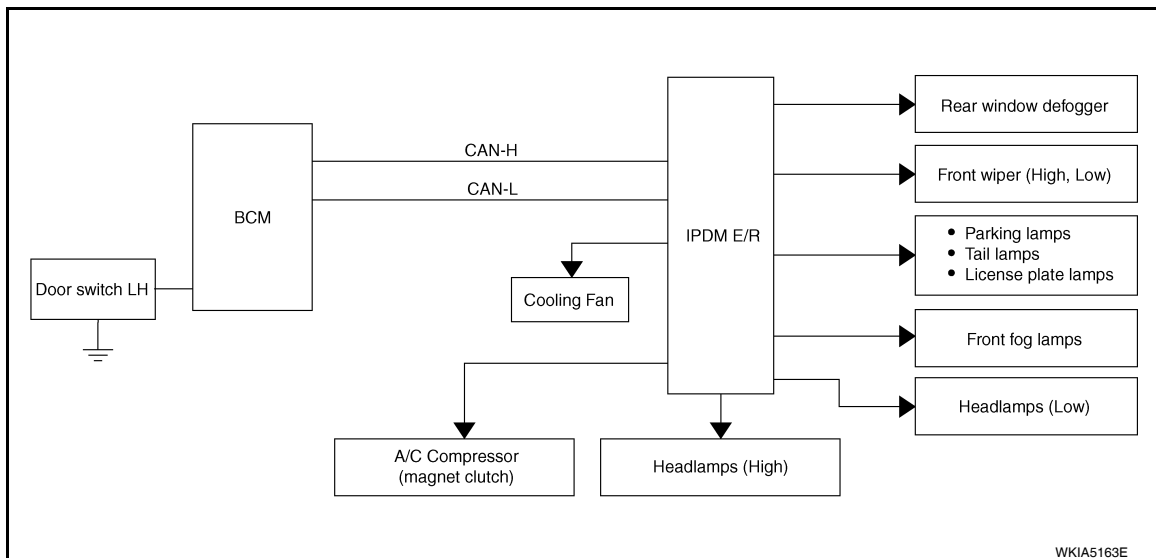 Rear window defogger
CAN-H
Front wiper (High, Low)
CAN-L
BCM
IPDM E/R
• Parking lamps
• Tail lamps
• License plate lamps
Door switch LH
Cooling Fan
Front fog lamps
Headlamps (Low)
A/C Compressor
(magnet clutch)
Headlamps (High)
WKIA5163E